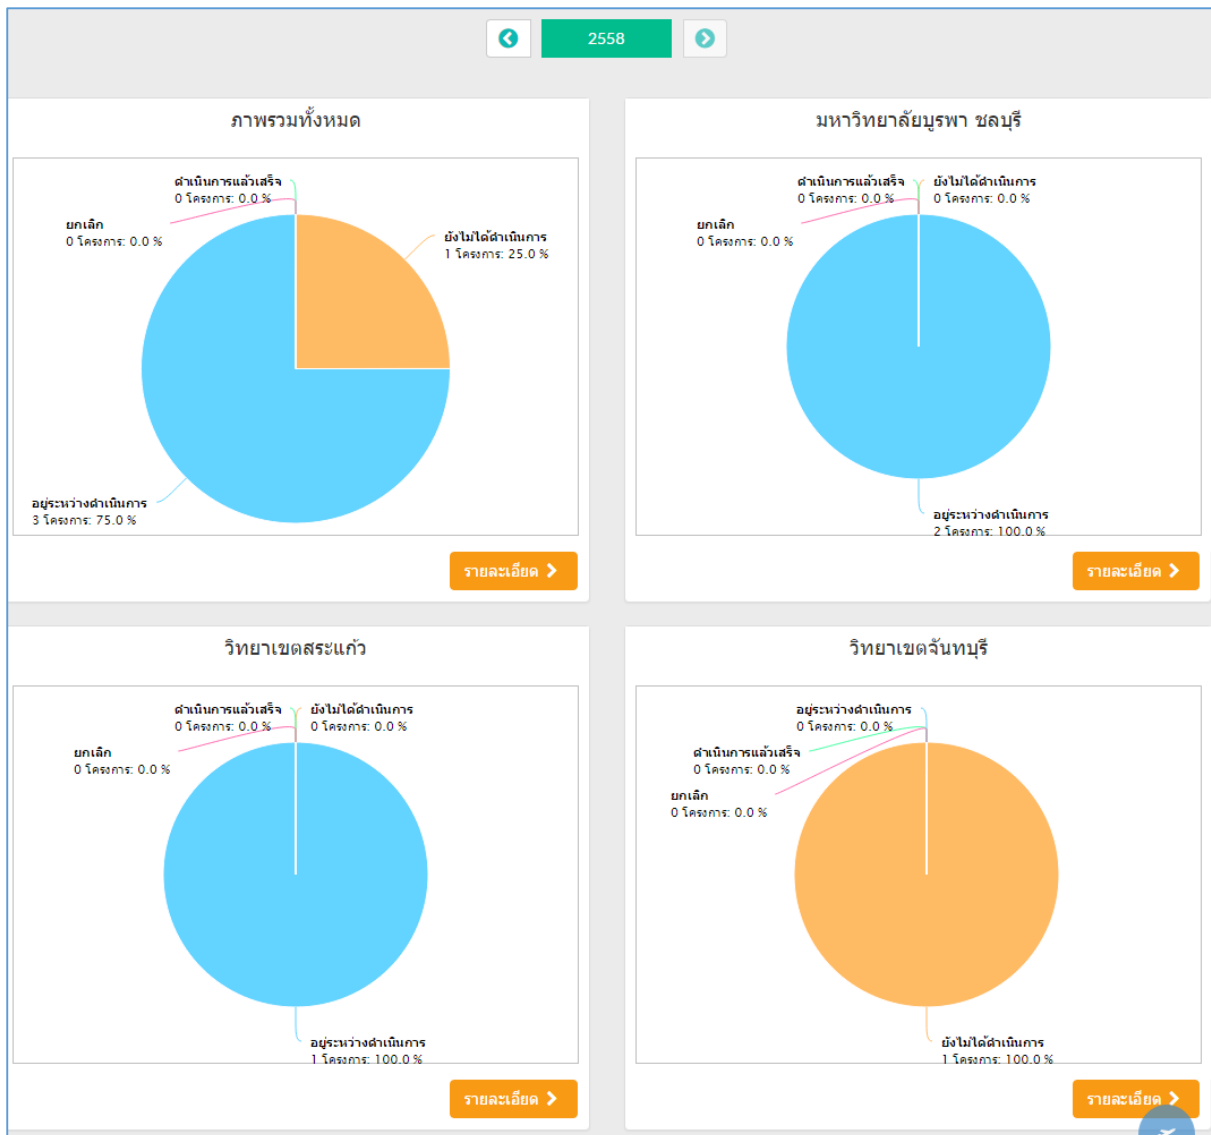 2558
ภาพรวมทั้งหมด
ดำเนินการแล้วเสร็จ
0 โครงการ: 0.0 %
ยกเลิก
0 โครงการ: 0.0 %
ยังไม่ได้ดำเนินการ
1 โครงการ: 25.0 %
อยู่ระหว่างดำเนินการ
3 โครงการ: 75.0 %
รายละเอียด
มหาวิทยาลัยบูรพา ชลบุรี
ดำเนินการแล้วเสร็จ
0 โครงการ: 0.0 %
ยังไม่ได้ดำเนินการ
0 โครงการ: 0.0 %
ยกเลิก
0 โครงการ: 0.0 %
อยู่ระหว่างดำเนินการ
2 โครงการ: 100.0 %
รายละเอียด
วิทยาเขตสระแก้ว
ดำเนินการแล้วเสร็จ
0 โครงการ: 0.0 %
ยังไม่ได้ดำเนินการ
0 โครงการ: 0.0 %
ยกเลิก
0 โครงการ: 0.0 %
อยู่ระหว่างดำเนินการ
1 โครงการ: 100.0 %
รายละเอียด
วิทยาเขตจันทบุรี
อยู่ระหว่างดำเนินการ
0 โครงการ: 0.0 %
ดำเนินการแล้วเสร็จ
0 โครงการ: 0.0 %
ยกเลิก
0 โครงการ: 0.0 %
ยังไม่ได้ดำเนินการ
1 โครงการ: 100.0 %
รายละเอียด